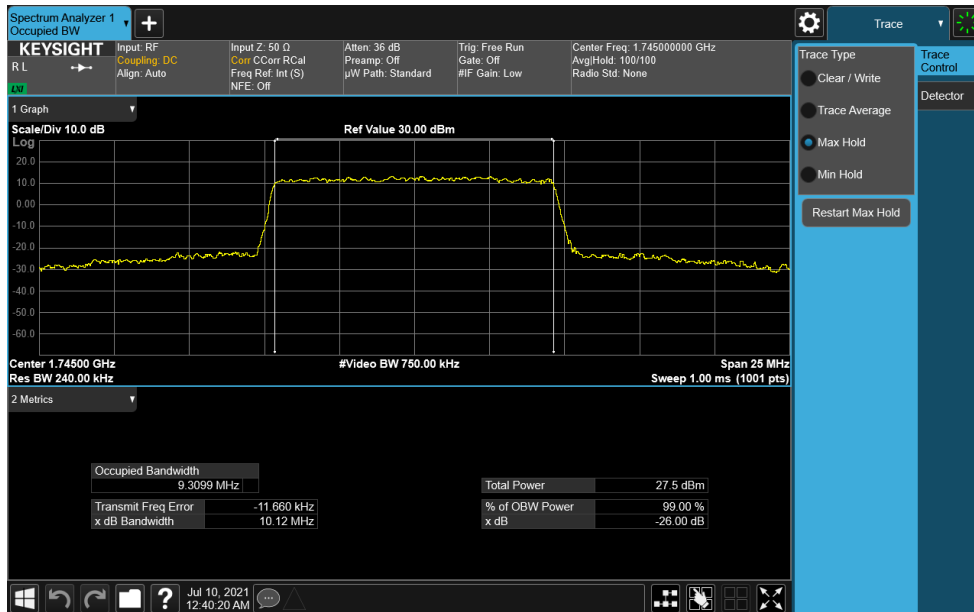 Spectrum Analyzer 1
Occupied BW
Trace
KEYSIGHT
R L
LXI
Input: RF
Coupling: DC
Align: Auto
Input Z: 50 Ω
Corr CCorr RCal
Freq Ref: Int (S)
NFE: Off
Atten: 36 dB
Preamp: Off
µW Path: Standard
Trig: Free Run
Gate: Off
#IF Gain: Low
Center Freq: 1.745000000 GHz
Avg|Hold: 100/100
Radio Std: None
Trace Type
Clear / Write
Trace Average
Max Hold
Min Hold
Restart Max Hold
Trace
Control
Detector
1 Graph
Scale/Div 10.0 dB
Ref Value 30.00 dBm
Log
20.0
10.0
0.00
-10.0
-20.0
-30.0
-40.0
-50.0
-60.0
Center 1.74500 GHz
#Video BW 750.00 kHz
Span 25 MHz
Res BW 240.00 kHz
Sweep 1.00 ms (1001 pts)
2 Metrics
Occupied Bandwidth
9.3099 MHz
Total Power 27.5 dBm
Transmit Freq Error -11.660 kHz
% of OBW Power 99.00 %
x dB Bandwidth 10.12 MHz
x dB -26.00 dB
Jul 10, 2021
12:40:20 AM